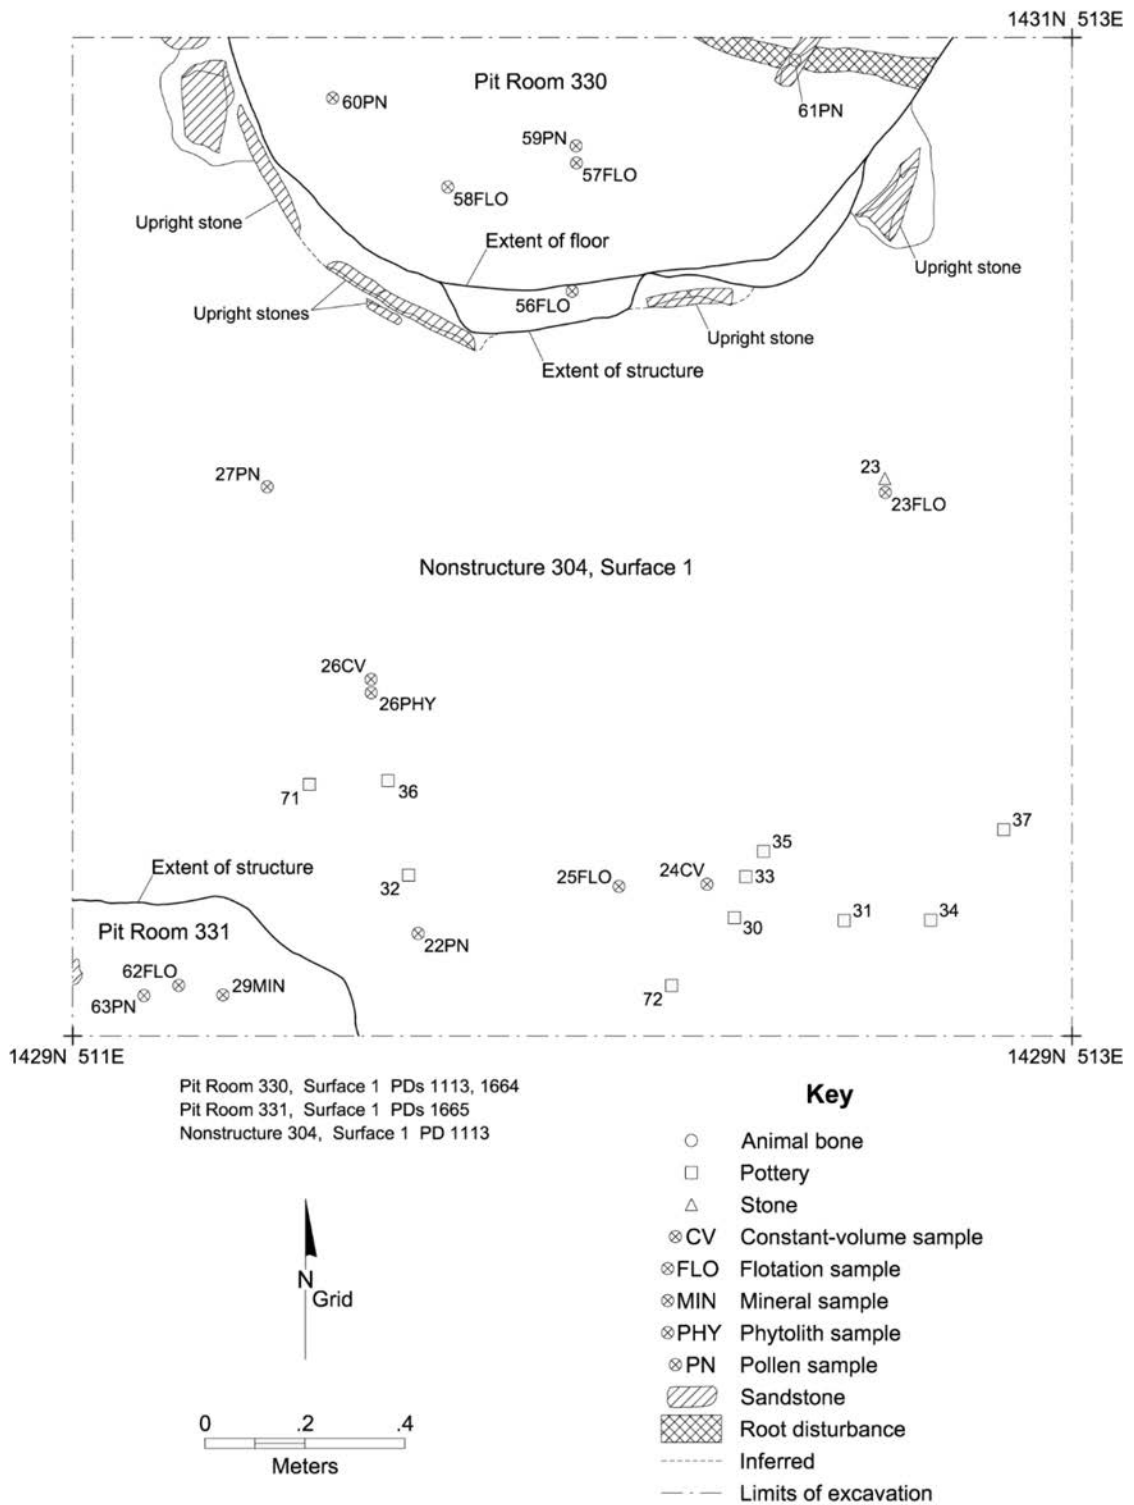 1431N 513E
Pit Room 330
60PN
61PN
59PN
57FLO
58FLO
Upright stone
Extent of floor
Upright stone
56FLO
Upright stones
Upright stone
Extent of structure
27PN
23
23FLO
Nonstructure 304, Surface 1
26CV
26PHY
71
36
37
35
Extent of structure
32
25FLO
24CV
33
30
31
34
Pit Room 331
22PN
62FLO
29MIN
63PN
72
1429N 511E
1429N 513E
Pit Room 330, Surface 1 PDs 1113, 1664
Pit Room 331, Surface 1 PDs 1665
Nonstructure 304, Surface 1 PD 1113
N
Grid
0 .2 .4
Meters
Key
Animal bone
Pottery
Stone
CV Constant-volume sample
FLO Flotation sample
MIN Mineral sample
PHY Phytolith sample
PN Pollen sample
Sandstone
Root disturbance
Inferred
Limits of excavation